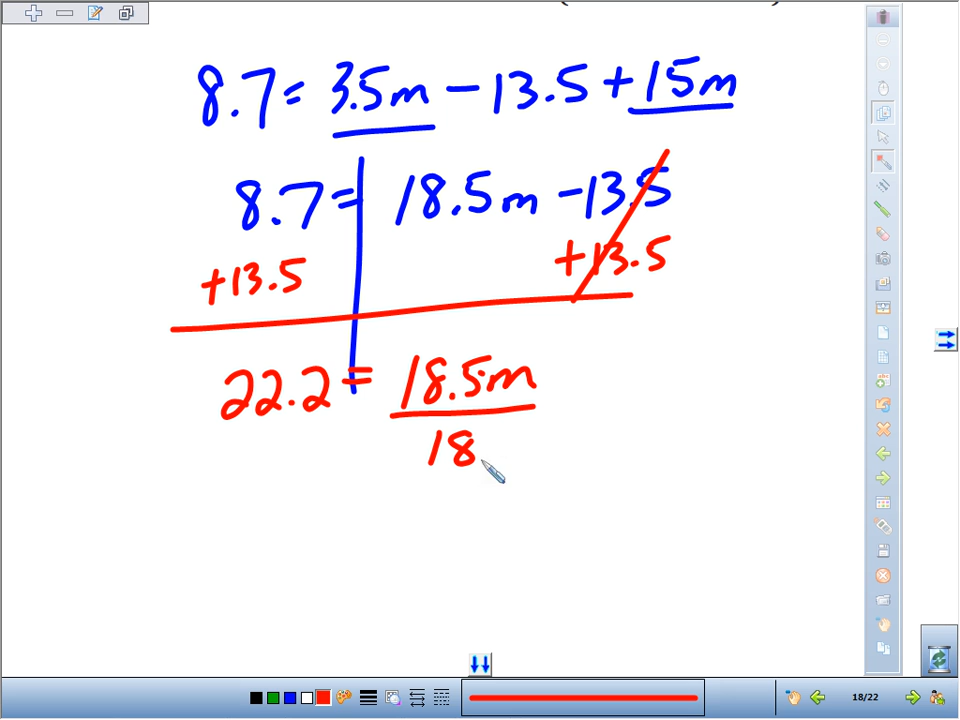 8.7 = 3.5m - 13.5 + 15m
8.7 = 18.5m - 13.5
+13.5 +13.5
22.2 = 18.5m
18
18/22